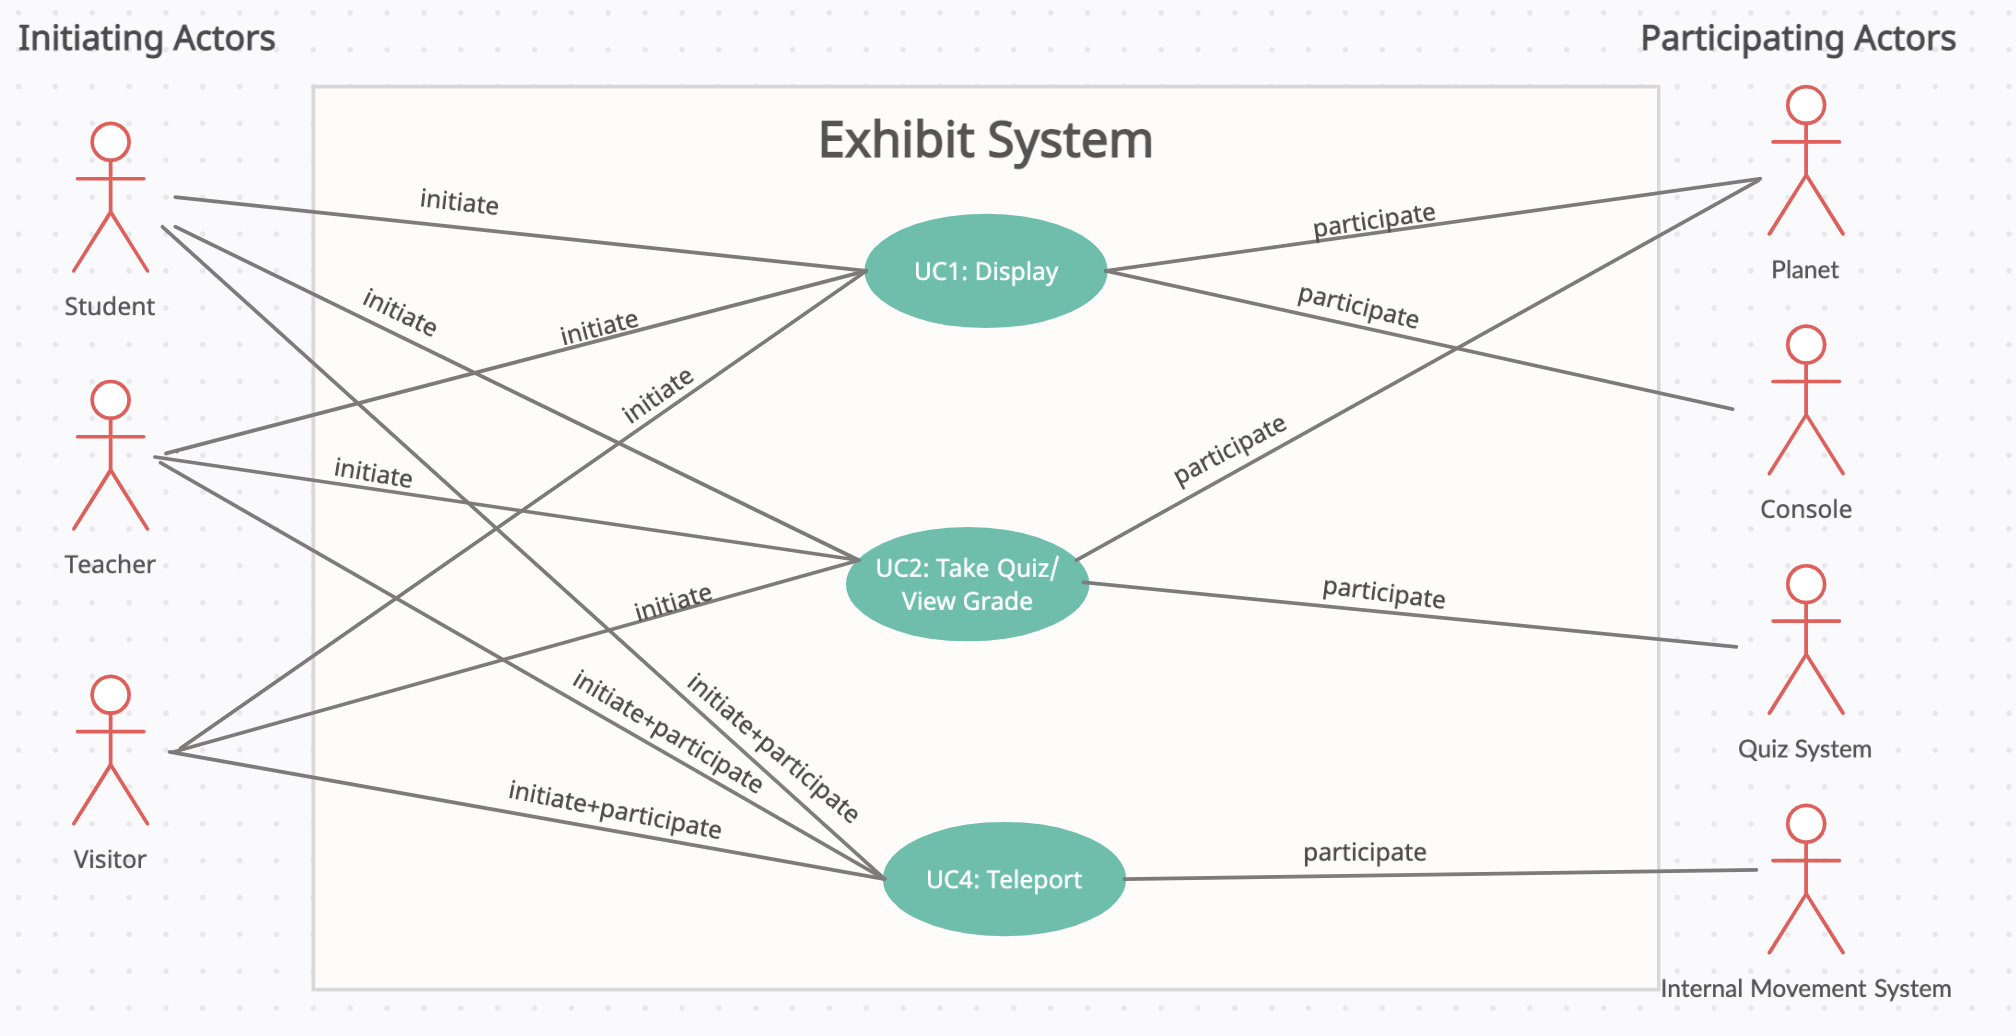 Initiating Actors
Participating Actors
Exhibit System
Student
Teacher
Visitor
initiate
initiate
initiate
initiate
initiate
initiate
initiate+participate
initiate+participate
initiate+participate
UC1: Display
UC2: Take Quiz/
View Grade
UC4: Teleport
participate
participate
participate
participate
participate
Planet
Console
Quiz System
Internal Movement System